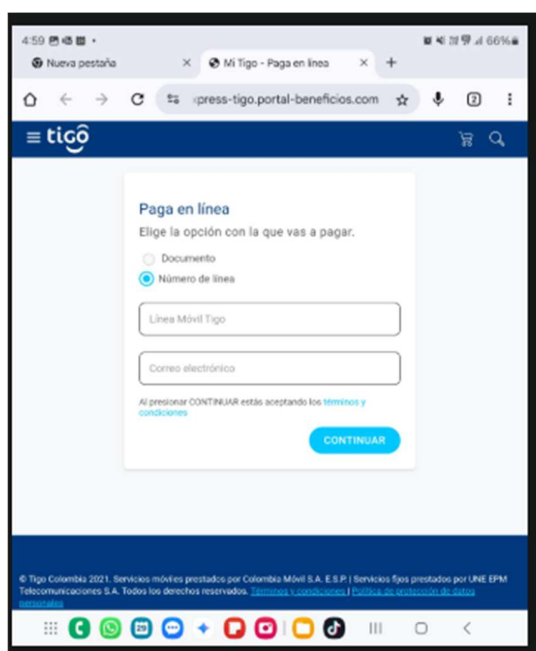 4:59
66%
Nueva pestaña
Mi Tigo - Paga en línea
press-tigo.portal-beneficios.com
2
tigo
Paga en línea
Elige la opción con la que vas a pagar.
Documento
Número de línea
Línea Móvil Tigo
Correo electrónico
Al presionar CONTINUAR estás aceptando los términos y
condiciones
CONTINUAR
© Tigo Colombia 2021. Servicios móviles prestados por Colombia Móvil S.A. E.S.P. | Servicios fijos prestados por UNE EPM
Telecomunicaciones S.A. Todos los derechos reservados. Términos y condiciones | Política de protección de datos
personales
29